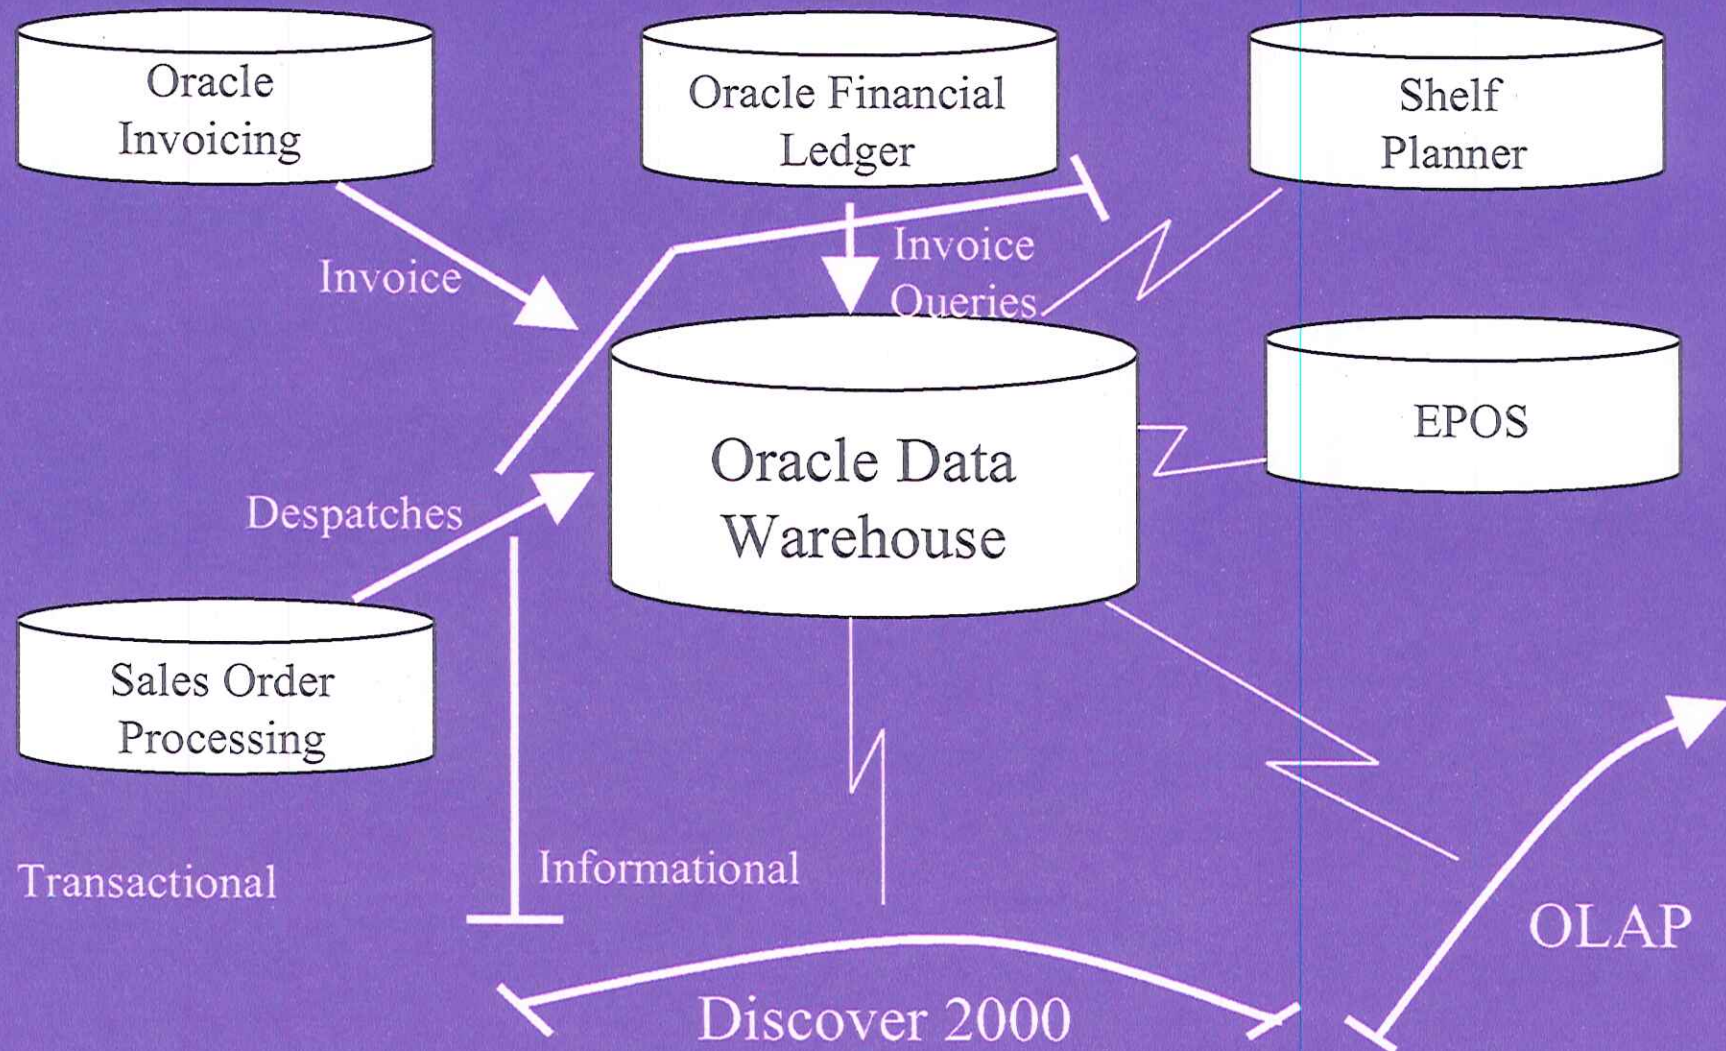 Oracle
Invoicing
Oracle Financial
Ledger
Shelf
Planner
Invoice
Invoice
Queries
EPOS
Oracle Data
Warehouse
Despatches
Sales Order
Processing
Transactional
Informational
OLAP
Discover 2000